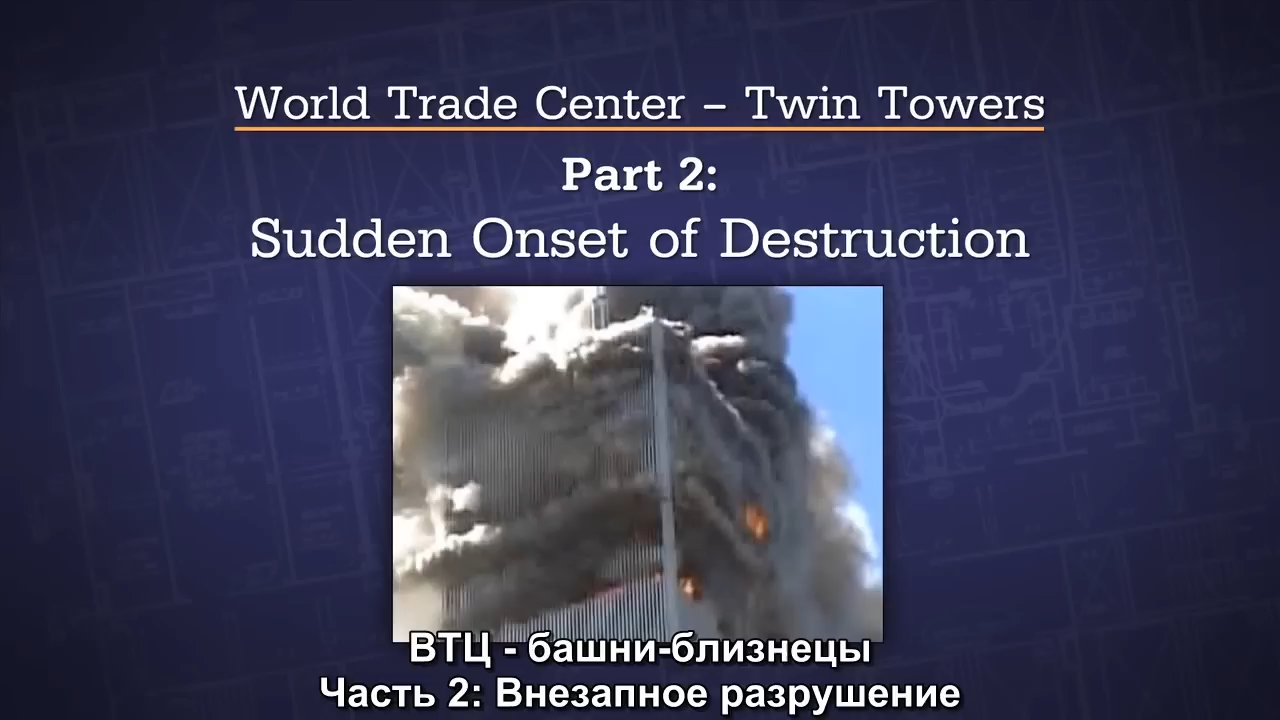 World Trade Center – Twin Towers
Part 2:
Sudden Onset of Destruction
ВТЦ - башни-близнецы
Часть 2: Внезапное разрушение